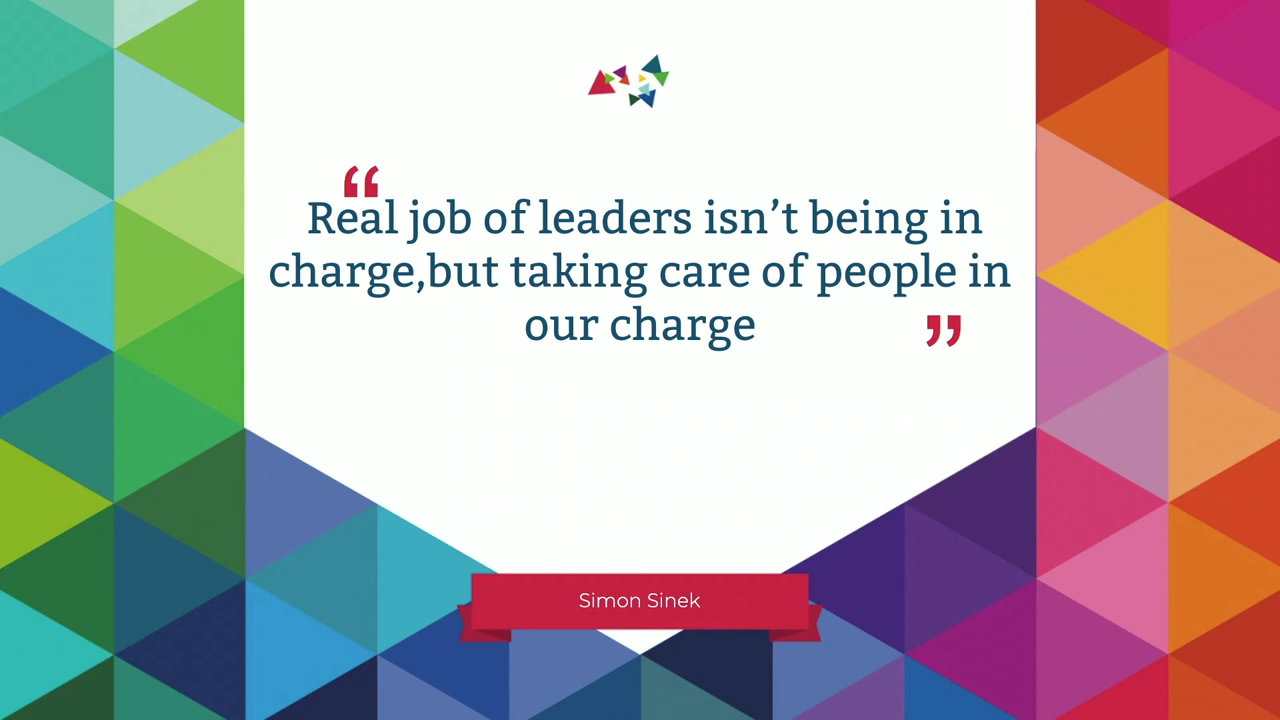 “
Real job of leaders isn’t being in
charge,but taking care of people in
our charge
”
Simon Sinek